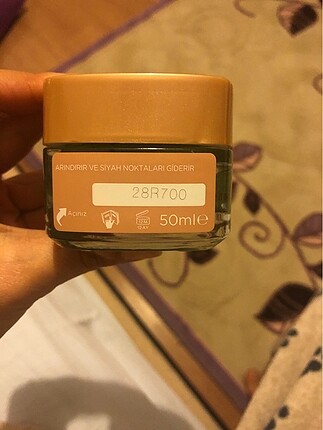 ARINDIRIR VE SİYAH NOKTALARI GİDERİR
28R700
Açınız
50ml℮